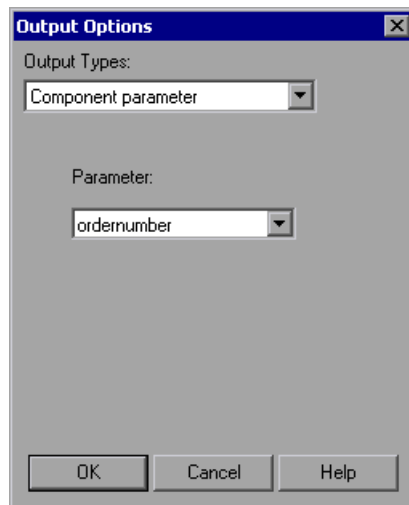 Output Options
Output Types:
Component parameter
Parameter:
ordernumber
OK Cancel Help